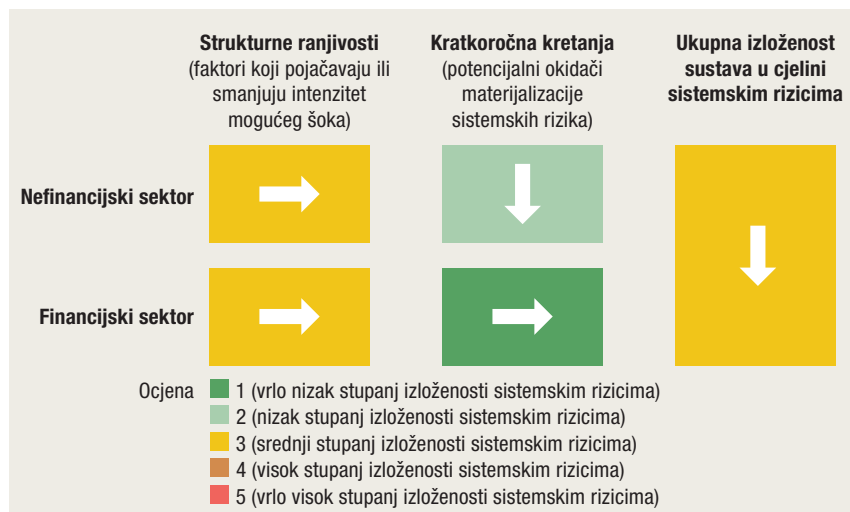 Strukturne ranjivosti
(faktori koji pojačavaju ili
smanjuju intenzitet
mogućeg šoka)
Kratkoročna kretanja
(potencijalni okidači
materijalizacije
sistemskih rizika)
Ukupna izloženost
sustava u cjelini
sistemskim rizicima
Nefinancijski sektor
Financijski sektor
Ocjena
1 (vrlo nizak stupanj izloženosti sistemskim rizicima)
2 (nizak stupanj izloženosti sistemskim rizicima)
3 (srednji stupanj izloženosti sistemskim rizicima)
4 (visok stupanj izloženosti sistemskim rizicima)
5 (vrlo visok stupanj izloženosti sistemskim rizicima)